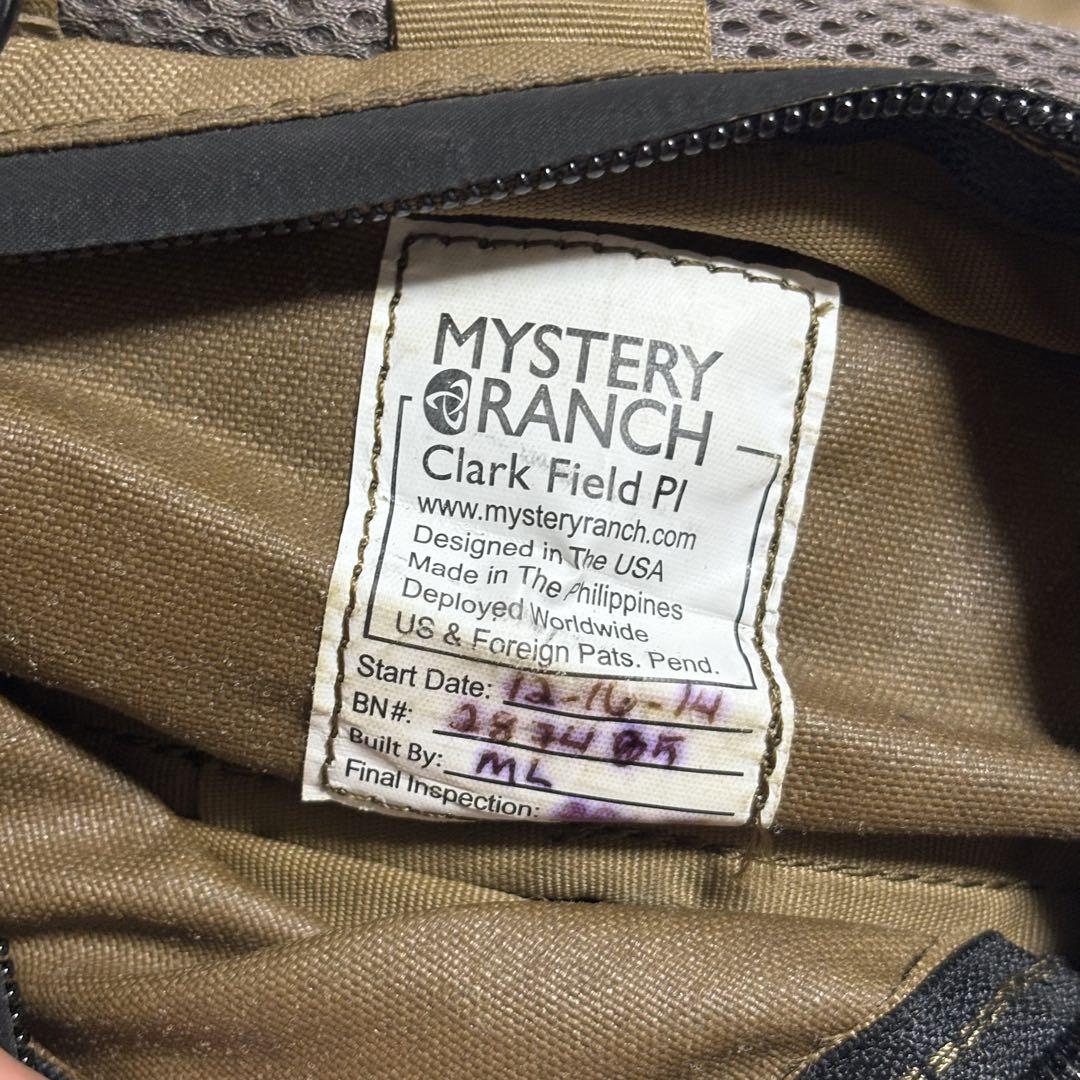 MYSTERY
RANCH
Clark Field PI
www.mysteryranch.com
Designed in The USA
Made in The Philippines
Deployed Worldwide
US & Foreign Pats. Pend.
Start Date: 12-16-14
BN#:
Built By: ML
Final Inspection: